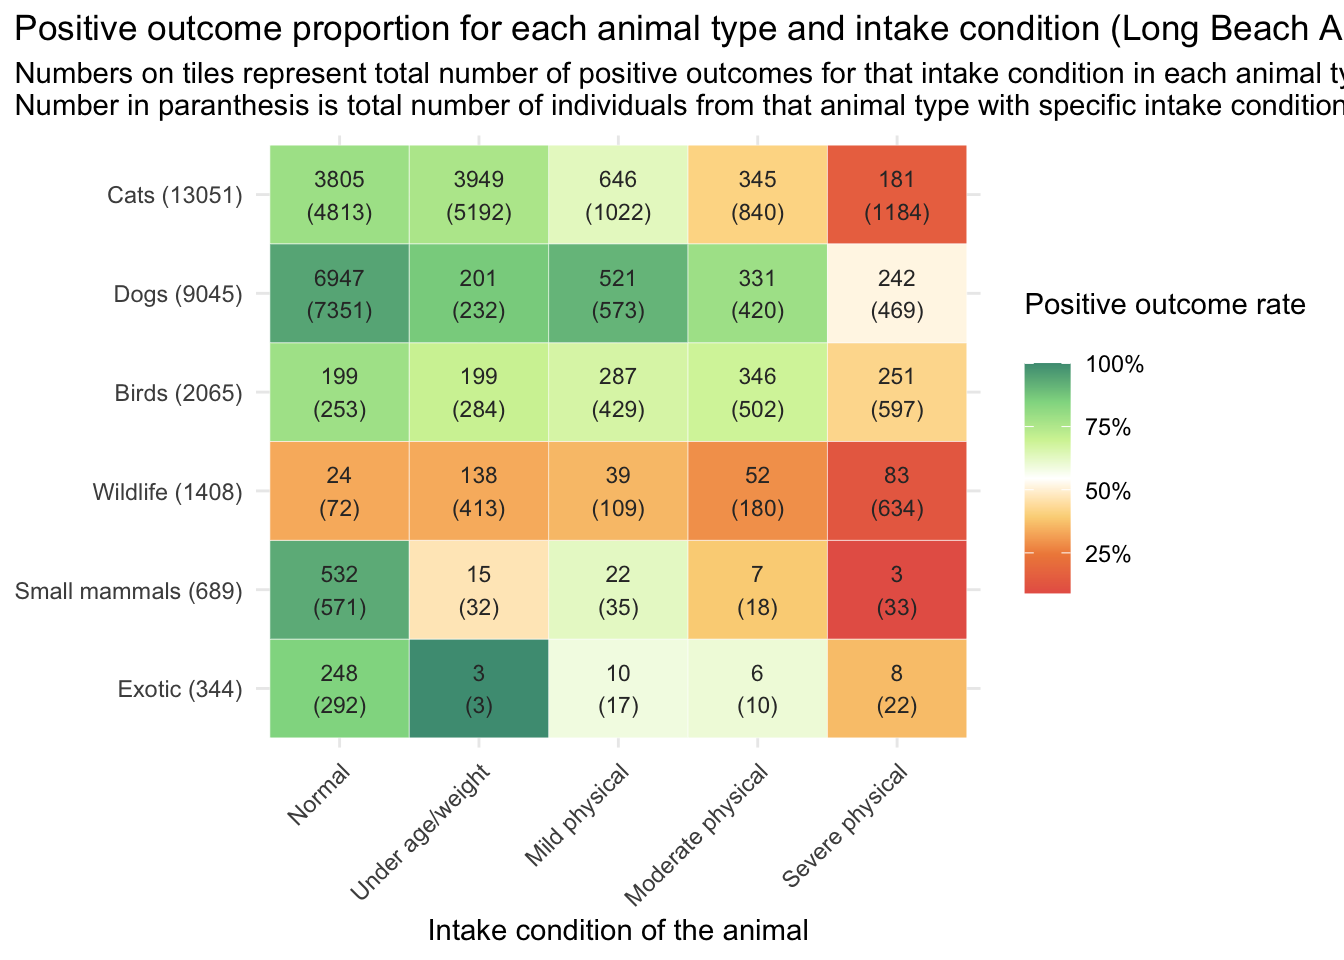 Positive outcome proportion for each animal type and intake condition (Long Beach A
Numbers on tiles represent total number of positive outcomes for that intake condition in each animal ty
Number in paranthesis is total number of individuals from that animal type with specific intake condition
Cats (13051)
3805 3949 646 345 181
(4813) (5192) (1022) (840) (1184)
Dogs (9045)
6947 201 521 331 242
(7351) (232) (573) (420) (469)
Birds (2065)
199 199 287 346 251
(253) (284) (429) (502) (597)
Wildlife (1408)
24 138 39 52 83
(72) (413) (109) (180) (634)
Small mammals (689)
532 15 22 7 3
(571) (32) (35) (18) (33)
Exotic (344)
248 3 10 6 8
(292) (3) (17) (10) (22)
Normal
Under age/weight
Mild physical
Moderate physical
Severe physical
Intake condition of the animal
Positive outcome rate
100%
75%
50%
25%